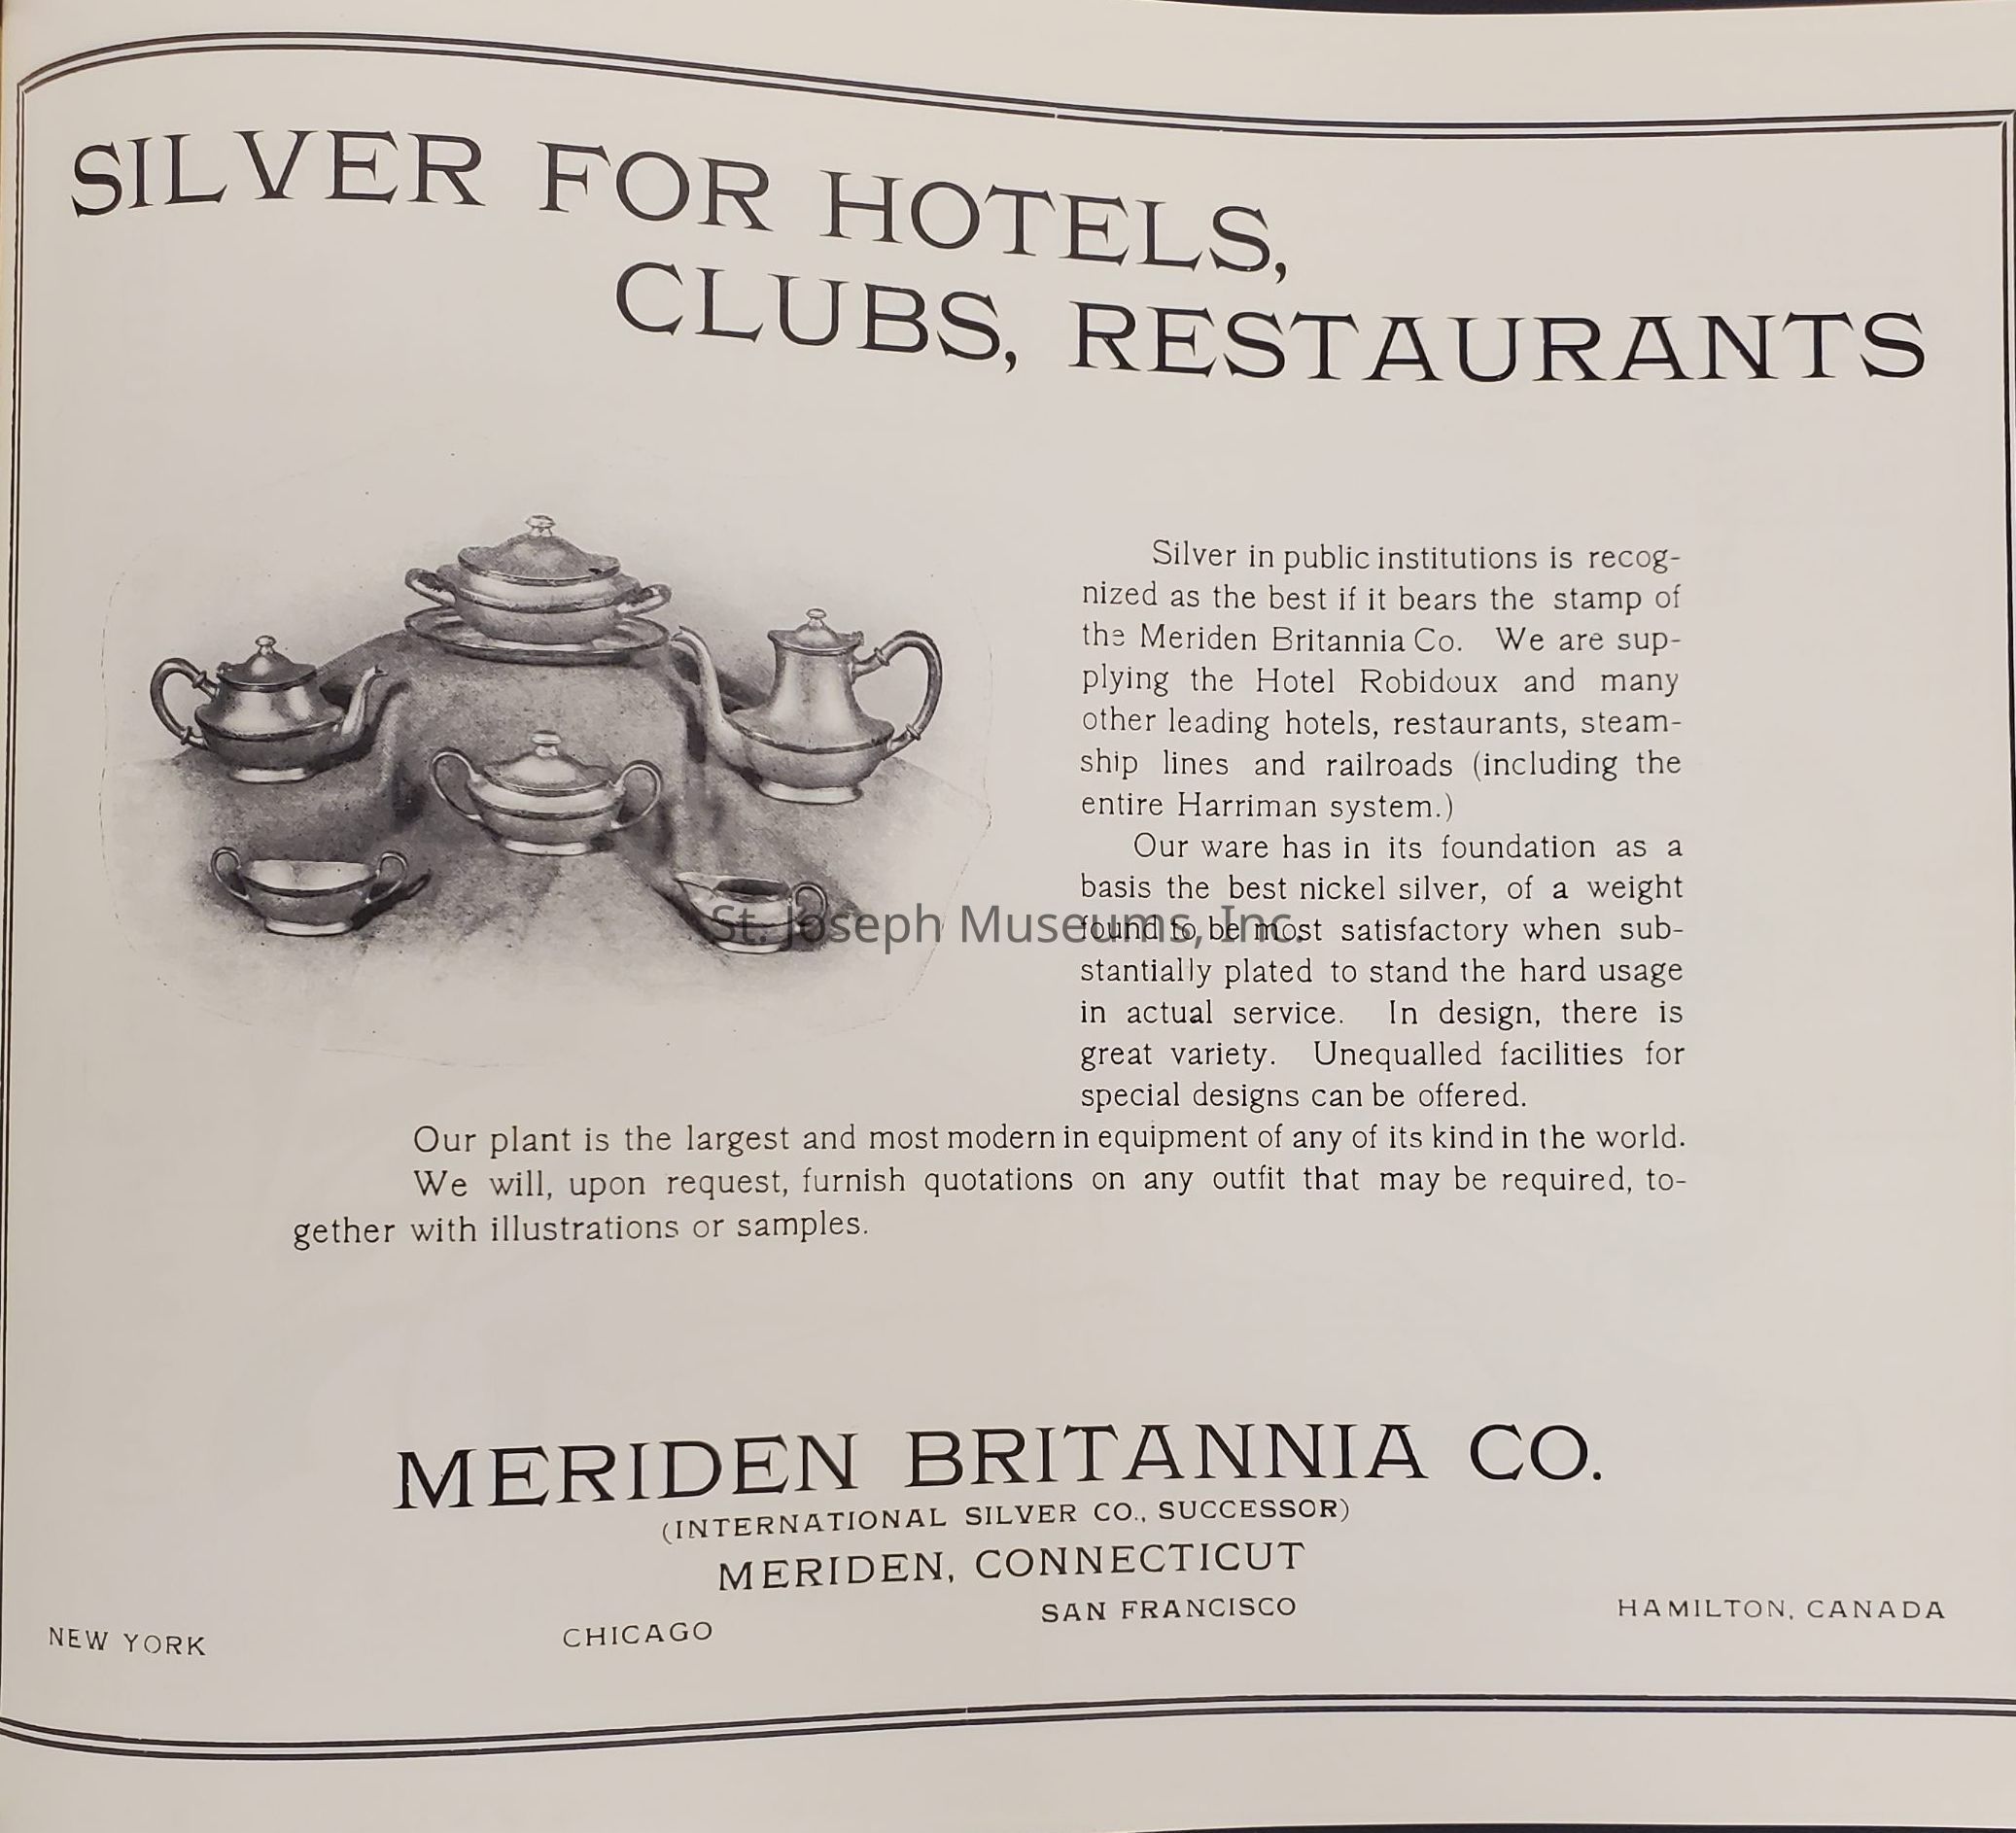 SILVER FOR HOTELS,
CLUBS, RESTAURANTS
Silver in public institutions is recog-
nized as the best if it bears the stamp of
the Meriden Britannia Co. We are sup-
plying the Hotel Robidoux and many
other leading hotels, restaurants, steam-
ship lines and railroads (including the
entire Harriman system.)
Our ware has in its foundation as a
basis the best nickel silver, of a weight
found to be most satisfactory when sub-
stantially plated to stand the hard usage
in actual service. In design, there is
great variety. Unequalled facilities for
special designs can be offered.
Our plant is the largest and most modern in equipment of any of its kind in the world.
We will, upon request, furnish quotations on any outfit that may be required, to-
gether with illustrations or samples.
St. Joseph Museums, Inc.
MERIDEN BRITANNIA CO.
(INTERNATIONAL SILVER CO., SUCCESSOR)
MERIDEN, CONNECTICUT
NEW YORK CHICAGO SAN FRANCISCO HAMILTON, CANADA